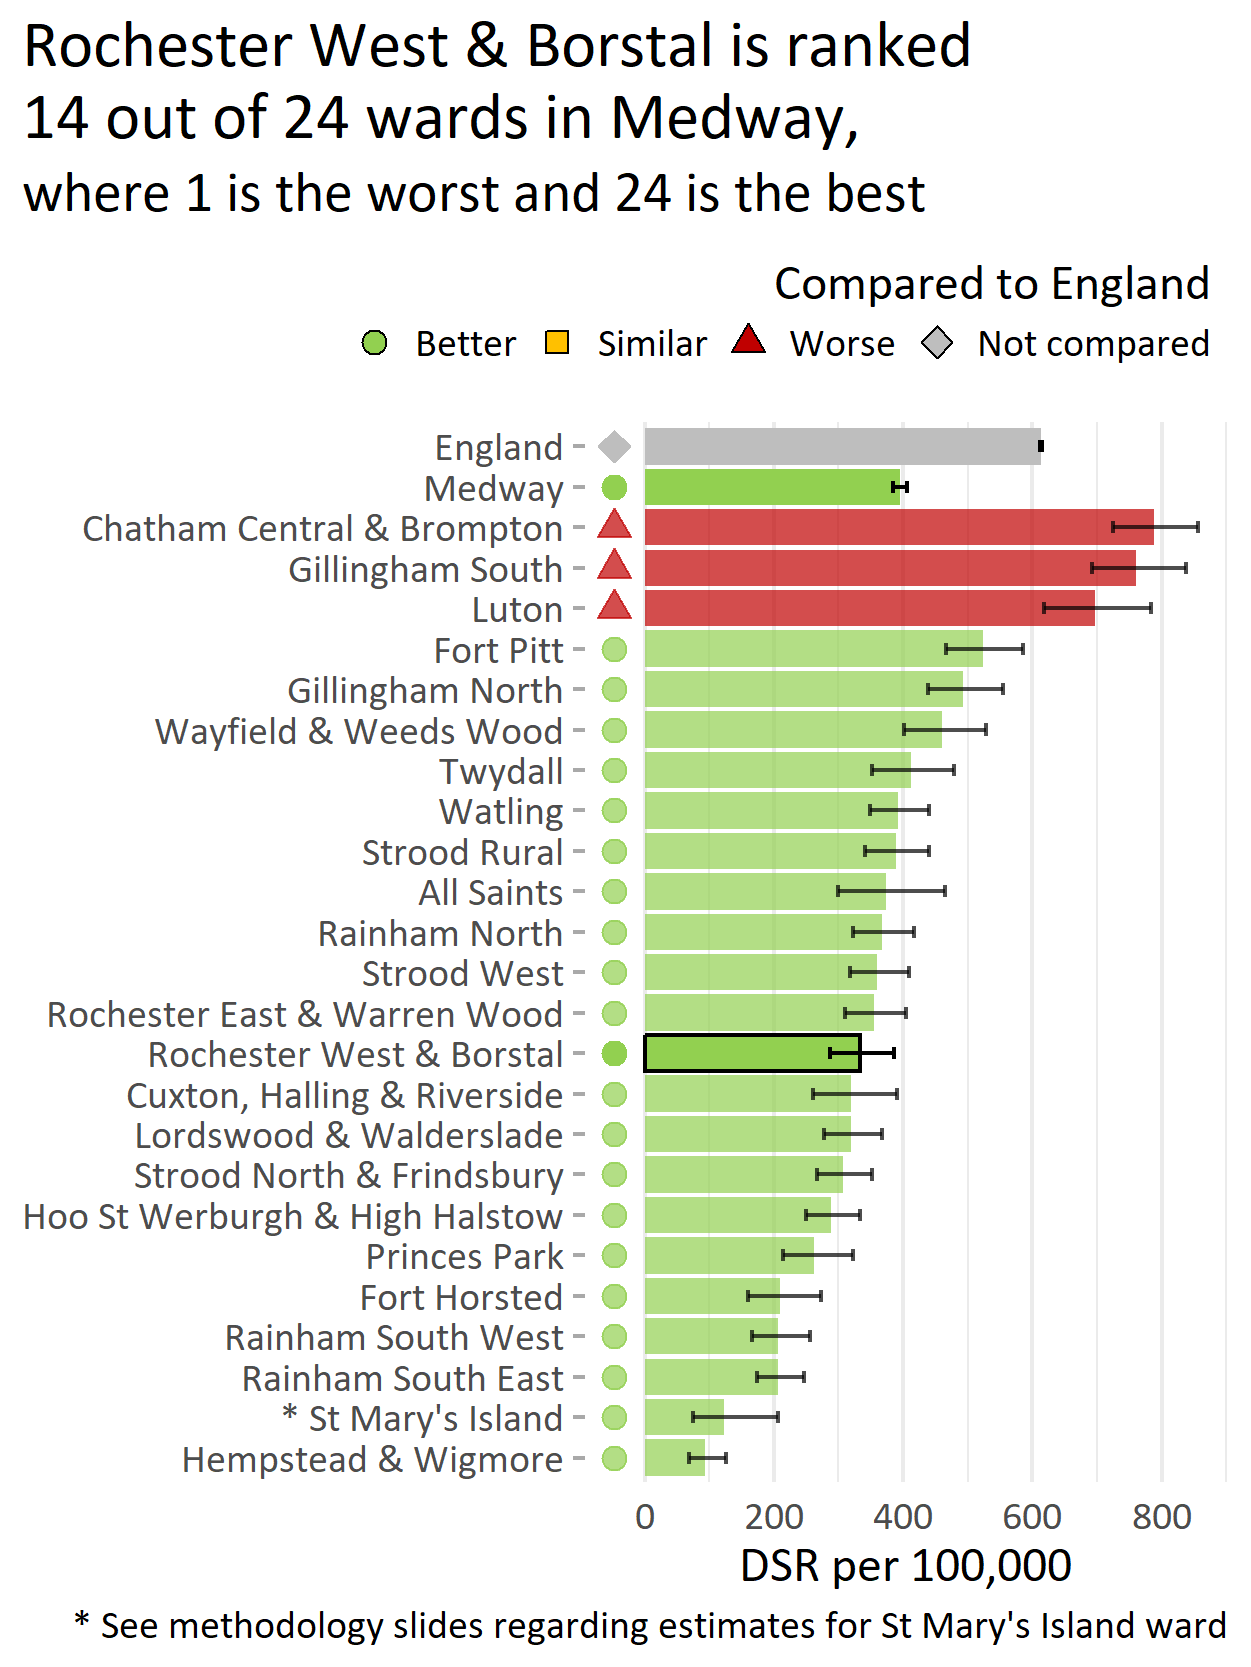 Rochester West & Borstal is ranked
14 out of 24 wards in Medway,
where 1 is the worst and 24 is the best
Compared to England
Better Similar Worse Not compared
England
Medway
Chatham Central & Brompton
Gillingham South
Luton
Fort Pitt
Gillingham North
Wayfield & Weeds Wood
Twydall
Watling
Strood Rural
All Saints
Rainham North
Strood West
Rochester East & Warren Wood
Rochester West & Borstal
Cuxton, Halling & Riverside
Lordswood & Walderslade
Strood North & Frindsbury
Hoo St Werburgh & High Halstow
Princes Park
Fort Horsted
Rainham South West
Rainham South East
* St Mary's Island
Hempstead & Wigmore
0 200 400 600 800
DSR per 100,000
* See methodology slides regarding estimates for St Mary's Island ward